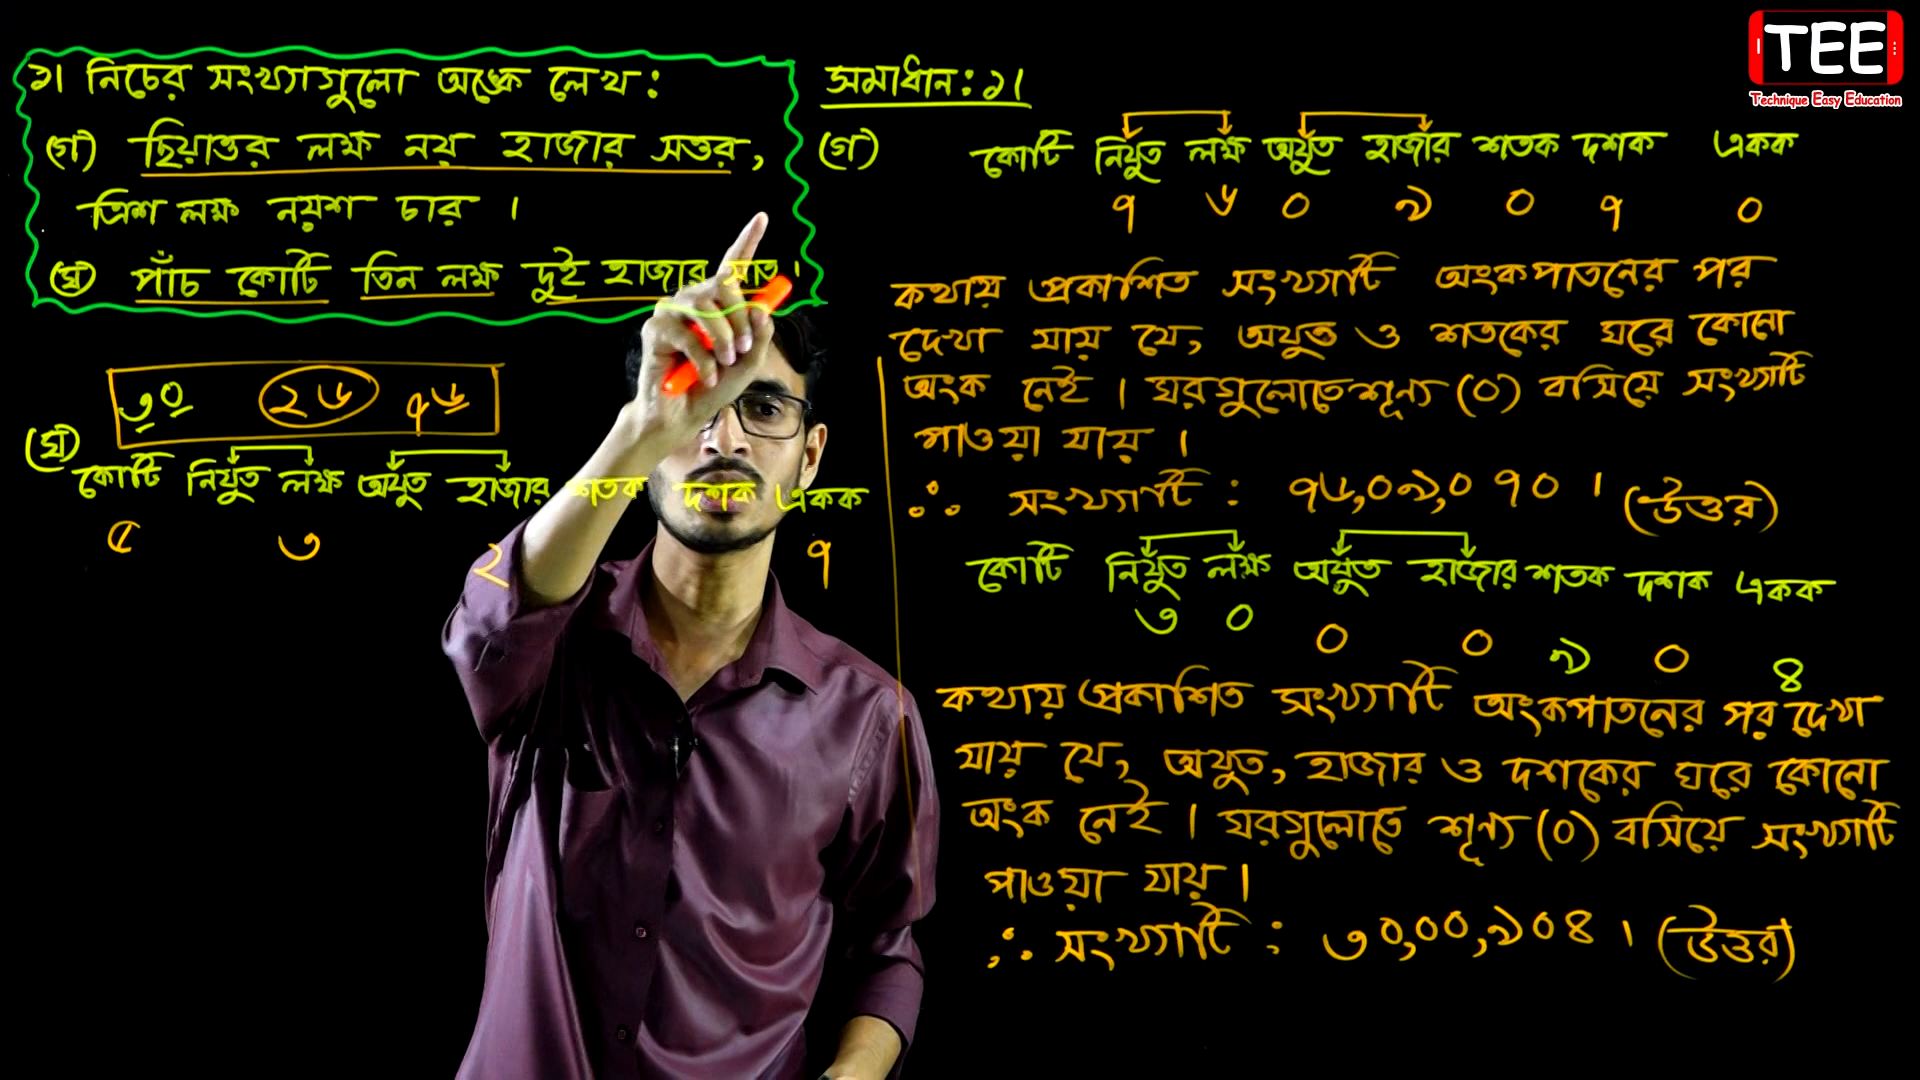 ১। নিচের সংখ্যাগুলো অঙ্কে লেখ:
(গ) ছিয়াত্তর লক্ষ নয় হাজার সত্তর,
ত্রিশ লক্ষ নয়শ চার ।
(ঘ) পাঁচ কোটি তিন লক্ষ দুই হাজার সাত।
৩০ ২৬ ৭৬
(ঘ)
কোটি নিযুত লক্ষ অযুত হাজার শতক দশক একক
৫ ৩ ২ ৭
সমাধান: ১।
(গ) কোটি নিযুত লক্ষ অযুত হাজার শতক দশক একক
৭ ৬ ০ ৯ ০ ৭ ০
কথায় প্রকাশিত সংখ্যাটি অংকপাতনের পর
দেখা যায় যে, অযুত ও শতকের ঘরে কোনো
অংক নেই । ঘরগুলোতে শূন্য (০) বসিয়ে সংখ্যাটি
পাওয়া যায় ।
∴ সংখ্যাটি : ৭৬,০৯,০৭০ । (উত্তর)
কোটি নিযুত লক্ষ অযুত হাজার শতক দশক একক
৩ ০ ০ ০ ৯ ০ ৪
কথায় প্রকাশিত সংখ্যাটি অংকপাতনের পর দেখা
যায় যে, অযুত, হাজার ও দশকের ঘরে কোনো
অংক নেই । ঘরগুলোতে শূন্য (০) বসিয়ে সংখ্যাটি
পাওয়া যায় ।
∴ সংখ্যাটি : ৩০,০০,৯০৪ । (উত্তর)
TEE
Technique Easy Education